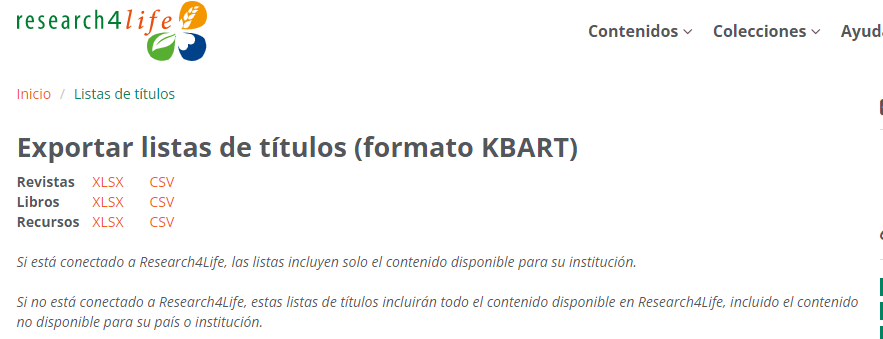 research4life
Contenidos Colecciones
Inicio / Listas de títulos
Exportar listas de títulos (formato KBART)
Revistas XLSX CSV
Libros XLSX CSV
Recursos XLSX CSV
Si está conectado a Research4Life, las listas incluyen solo el contenido disponible para su institución.
Si no está conectado a Research4Life, estas listas de títulos incluirán todo el contenido disponible en Research4Life, incluido el contenido
no disponible para su país o institución.